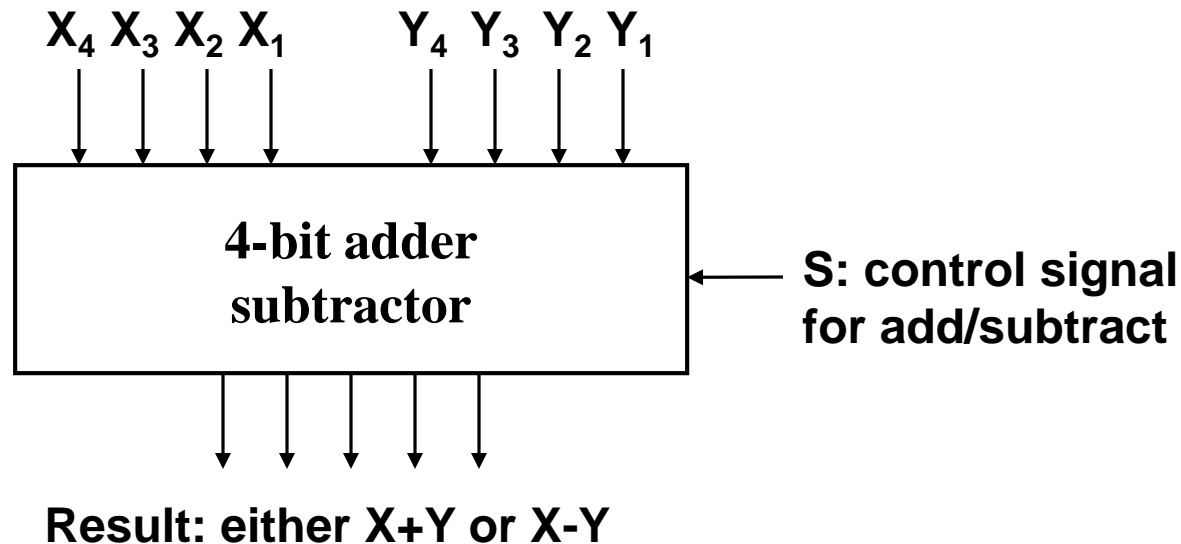 X₄ X₃ X₂ X₁ Y₄ Y₃ Y₂ Y₁
4-bit adder
subtractor
S: control signal
for add/subtract
Result: either X+Y or X-Y